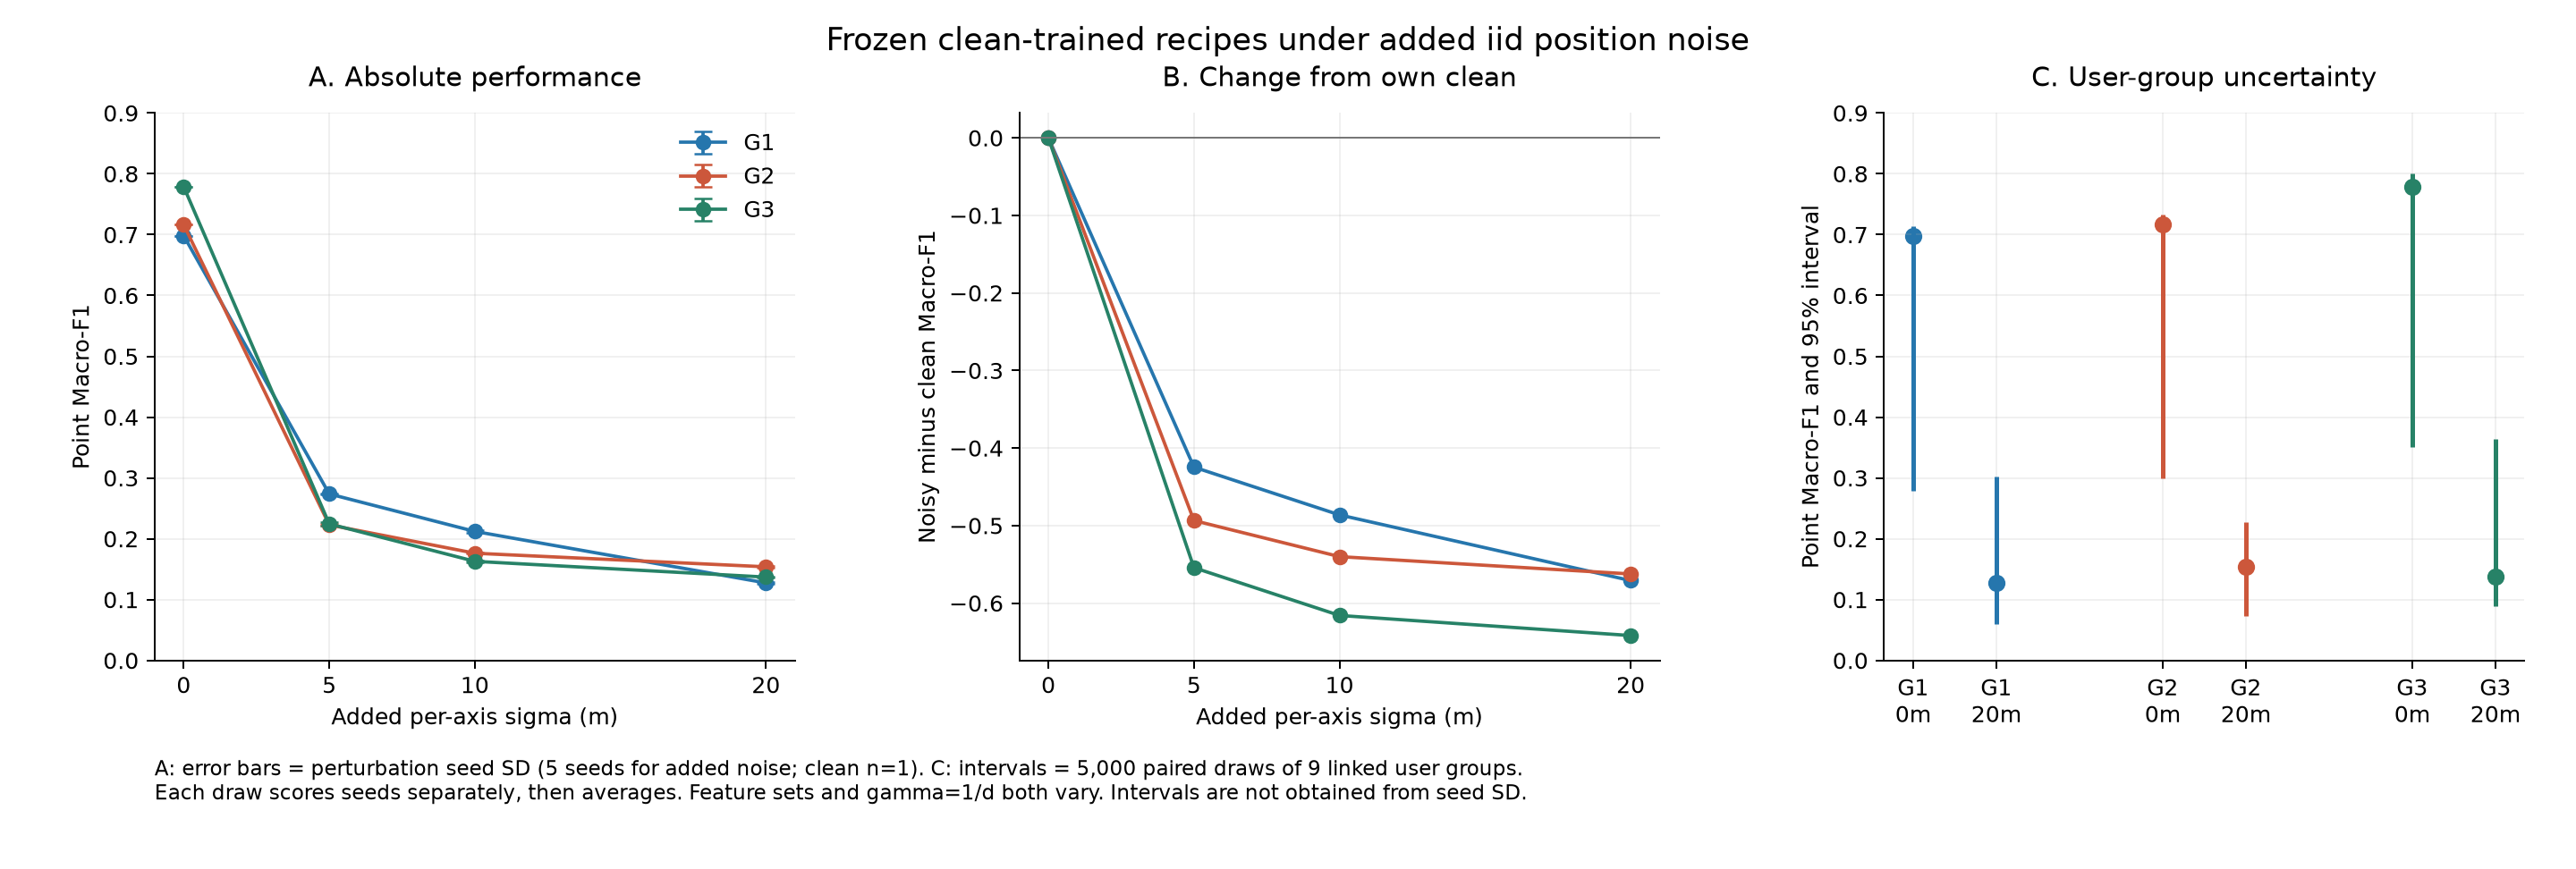 Frozen clean-trained recipes under added iid position noise
A. Absolute performance
Point Macro-F1
0.9
0.8
0.7
0.6
0.5
0.4
0.3
0.2
0.1
0.0
G1
G2
G3
0 5 10 20
Added per-axis sigma (m)
B. Change from own clean
Noisy minus clean Macro-F1
0.0
−0.1
−0.2
−0.3
−0.4
−0.5
−0.6
0 5 10 20
Added per-axis sigma (m)
C. User-group uncertainty
Point Macro-F1 and 95% interval
0.9
0.8
0.7
0.6
0.5
0.4
0.3
0.2
0.1
0.0
G1 G1 G2 G2 G3 G3
0m 20m 0m 20m 0m 20m
A: error bars = perturbation seed SD (5 seeds for added noise; clean n=1). C: intervals = 5,000 paired draws of 9 linked user groups.
Each draw scores seeds separately, then averages. Feature sets and gamma=1/d both vary. Intervals are not obtained from seed SD.